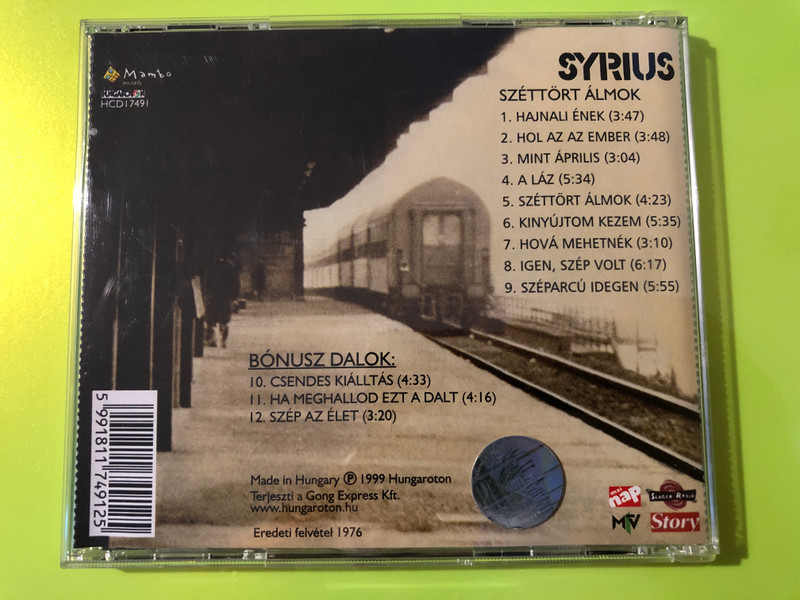 Mambo
HUNGAROTON
HCD17491
SYRIUS
SZÉTTÖRT ÁLMOK
1. HAJNALI ÉNEK (3:47)
2. HOL AZ AZ EMBER (3:48)
3. MINT ÁPRILIS (3:04)
4. A LÁZ (5:34)
5. SZÉTTÖRT ÁLMOK (4:23)
6. KINYÚJTOM KEZEM (5:35)
7. HOVÁ MEHETNÉK (3:10)
8. IGEN, SZÉP VOLT (6:17)
9. SZÉPARCÚ IDEGEN (5:55)
BÓNUSZ DALOK:
10. CSENDES KIÁLLTÁS (4:33)
11. HA MEGHALLOD EZT A DALT (4:16)
12. SZÉP AZ ÉLET (3:20)
5 991811 749125
Made in Hungary Ⓟ 1999 Hungaroton
Terjeszti a Gong Express Kft.
www.hungaroton.hu
Eredeti felvétel 1976
mai nap
SLÁGER RÁDIÓ
MTV
Story